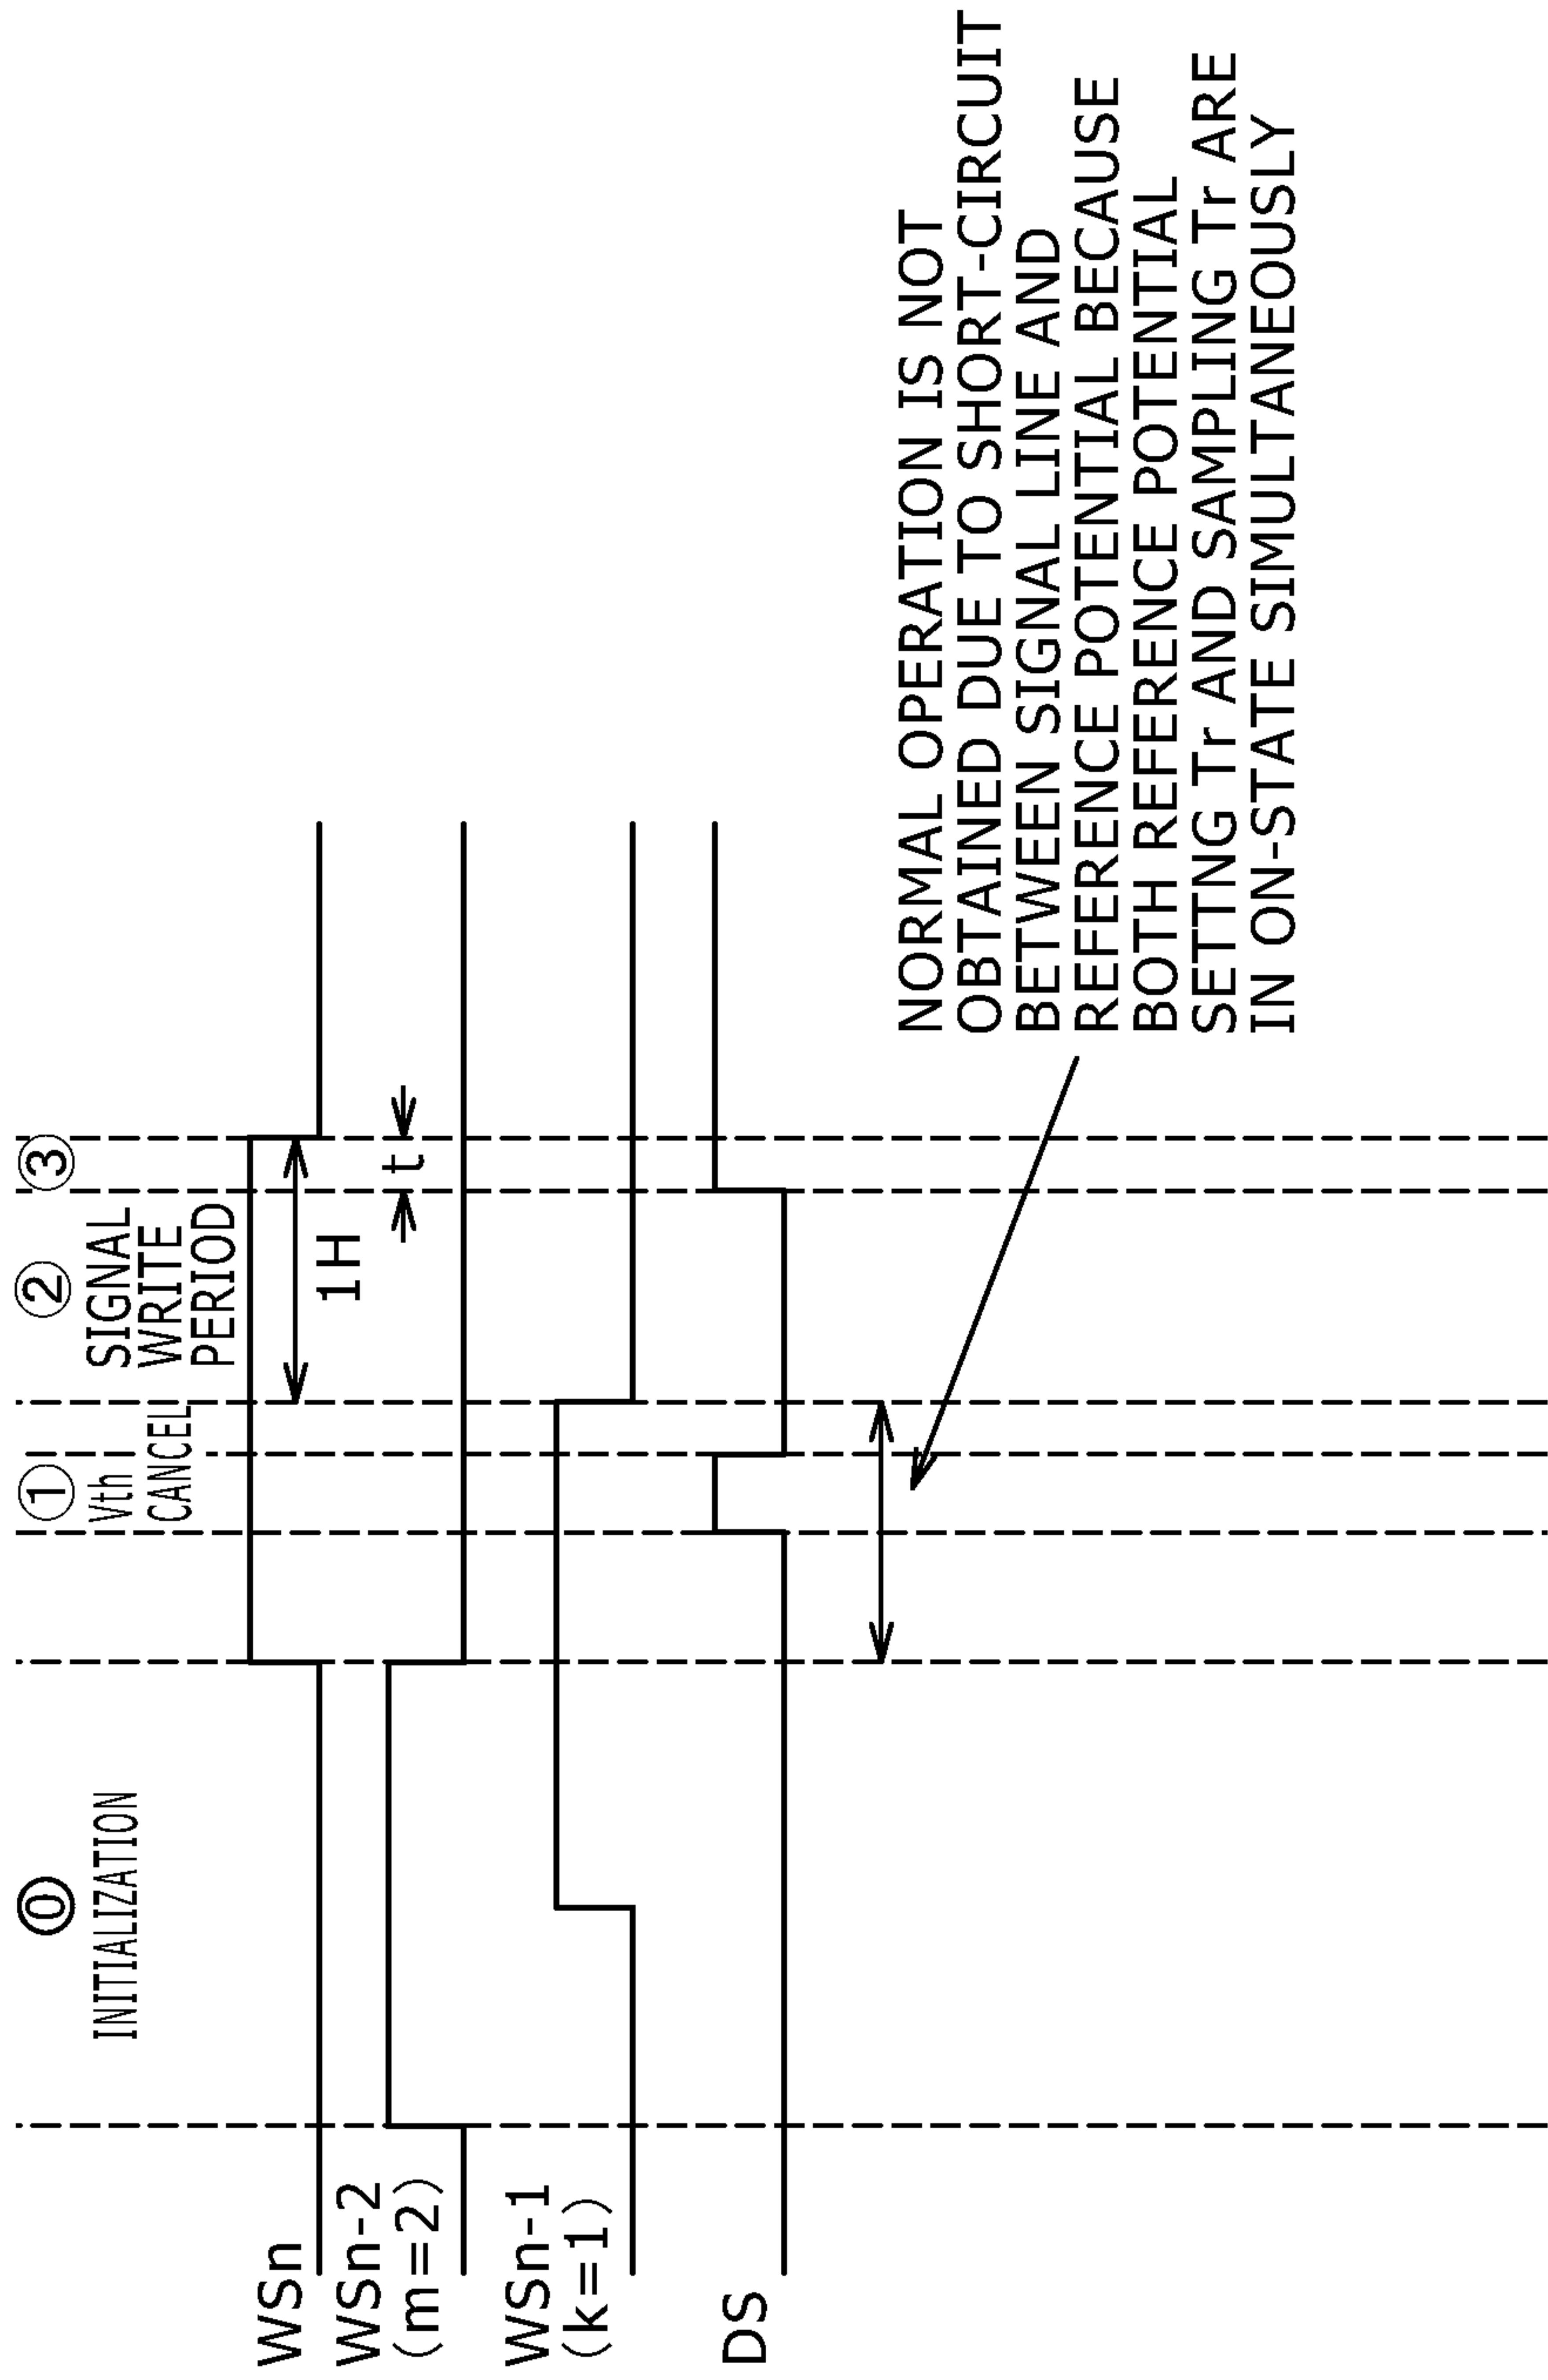 ⓪
INITIALIZATION
①
Vth
CANCEL
②
SIGNAL
WRITE
PERIOD
③
WSn
1H
WSn-2
(m=2)
t
WSn-1
(k=1)
DS
NORMAL OPERATION IS NOT
OBTAINED DUE TO SHORT-CIRCUIT
BETWEEN SIGNAL LINE AND
REFERENCE POTENTIAL BECAUSE
BOTH REFERENCE POTENTIAL
SETTNG Tr AND SAMPLING Tr ARE
IN ON-STATE SIMULTANEOUSLY